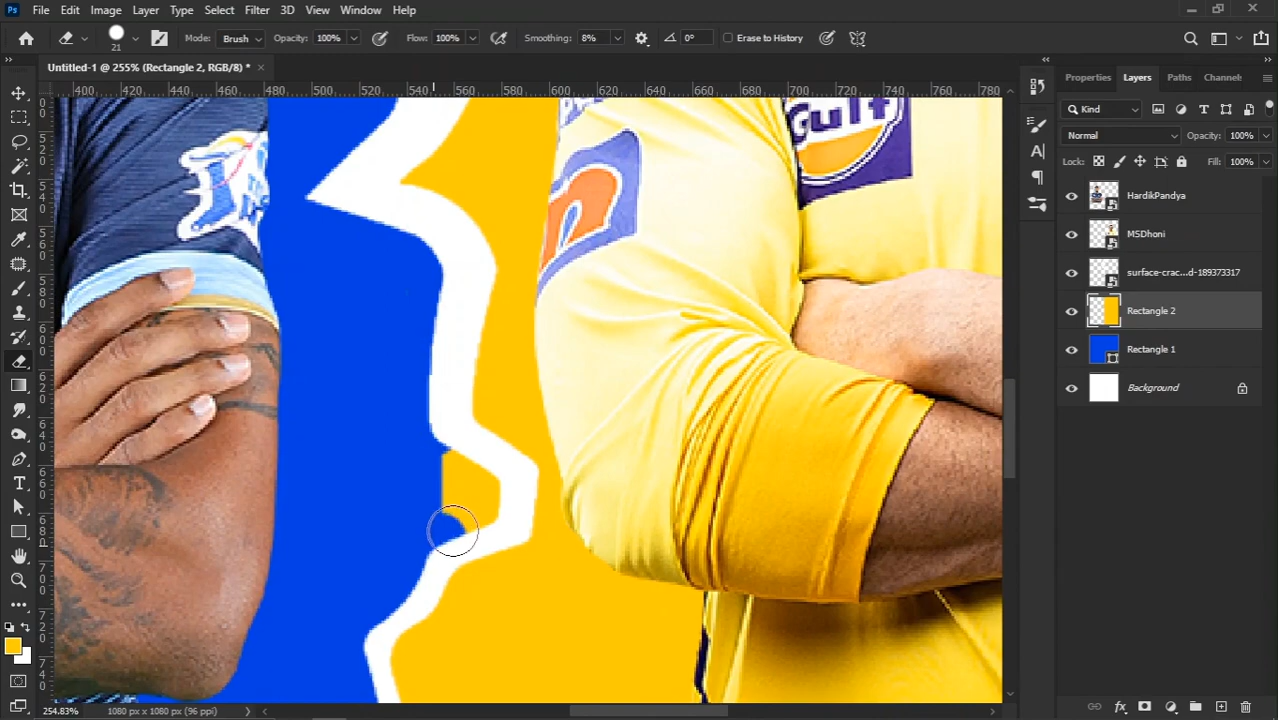 Ps File Edit Image Layer Type Select Filter 3D View Window Help
21 Mode: Brush Opacity: 100% Flow: 100% Smoothing: 8% 0° Erase to History
Untitled-1 @ 255% (Rectangle 2, RGB/8) * ×
Properties Layers Paths Channel
400 420 440 460 480 500 520 540 560 580 600 620 640 660 680 700 720 740 760 780
Kind
Normal Opacity: 100%
Lock: Fill: 100%
Gulf
HardikPandya
MSDhoni
surface-crac...d-189373317
Rectangle 2
Rectangle 1
Background
254.83% 1080 px x 1080 px (96 ppi)